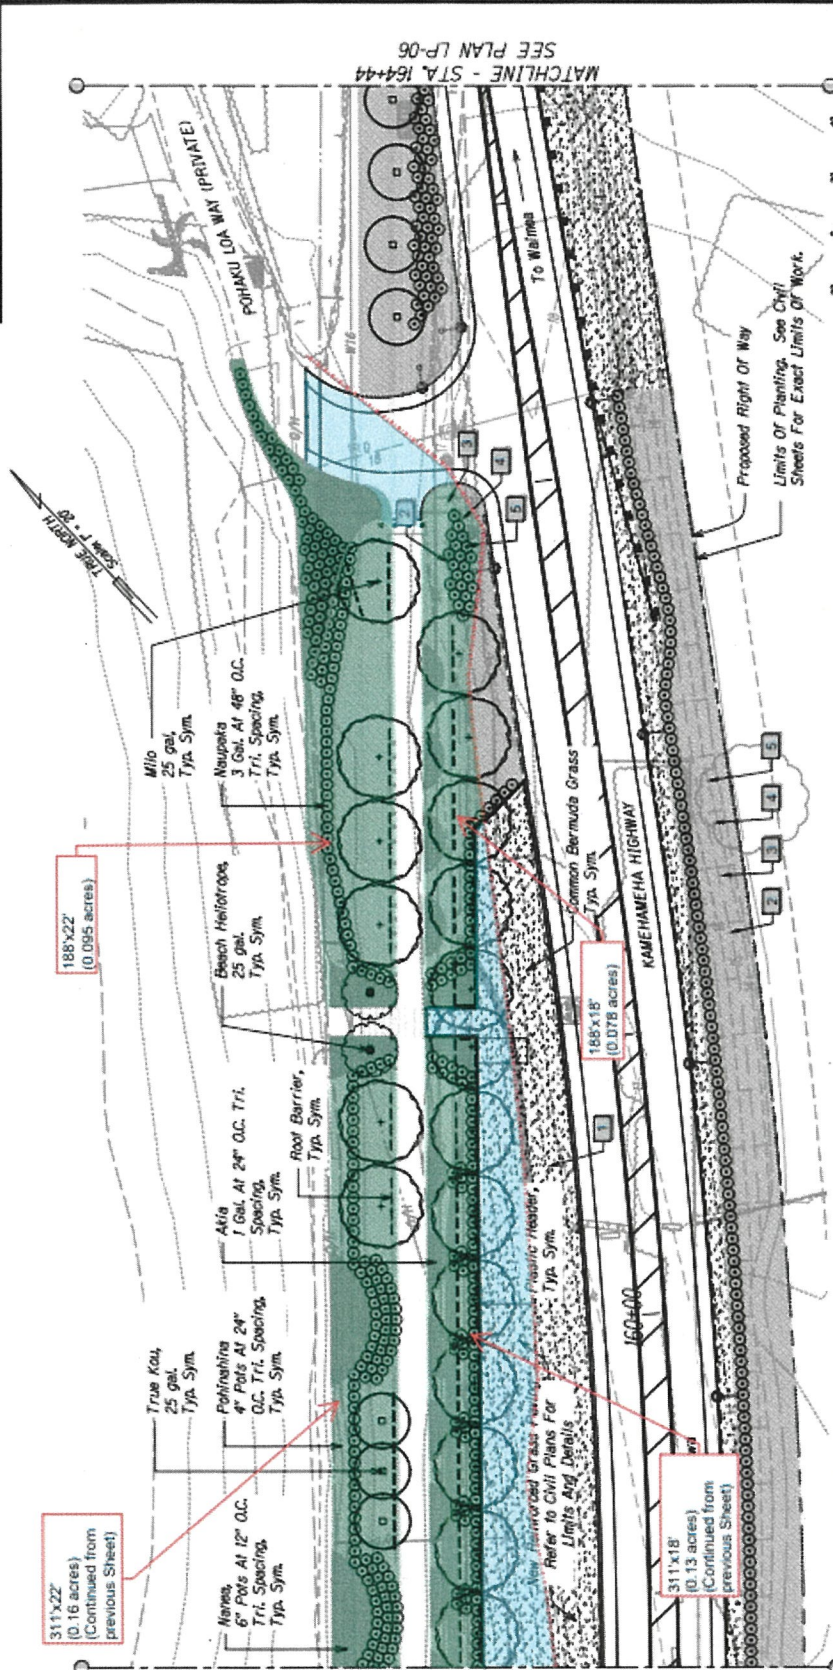 MATCHLINE - STA. 164+44
SEE PLAN LP-06
POHAKU LOA WAY (PRIVATE)
TRUE NORTH
Scale: 1" = 20'
To Waimea
Proposed Right Of Way
Limits Of Planting. See Civil
Sheets For Exact Limits Of Work.
Milo
25 gal.
Typ. Sym.
Naupaka
3 Gal. At 48" O.C.
Tri. Spacing,
Typ. Sym.
188'x22'
(0.095 acres)
Beach Heliotrope,
25 gal.
Typ. Sym.
Akia
1 Gal. At 24" O.C. Tri.
Spacing,
Typ. Sym.
Root Barrier,
Typ. Sym.
True Kou,
25 gal.
Typ. Sym.
Pohinahina
4" Pots At 24"
O.C. Tri. Spacing,
Typ. Sym.
Nanea,
6" Pots At 12" O.C.
Tri. Spacing,
Typ. Sym.
311'x22'
(0.16 acres)
(Continued from
previous Sheet)
2
3
4
5
Common Bermuda Grass
Typ. Sym.
KAMEHAMEHA HIGHWAY
188'x18'
(0.078 acres)
1
2
3
4
5
160+00
Plastic Header,
Typ. Sym.
Refer to Civil Plans For
Limits And Details
311'x18'
(0.13 acres)
(Continued from
previous Sheet)